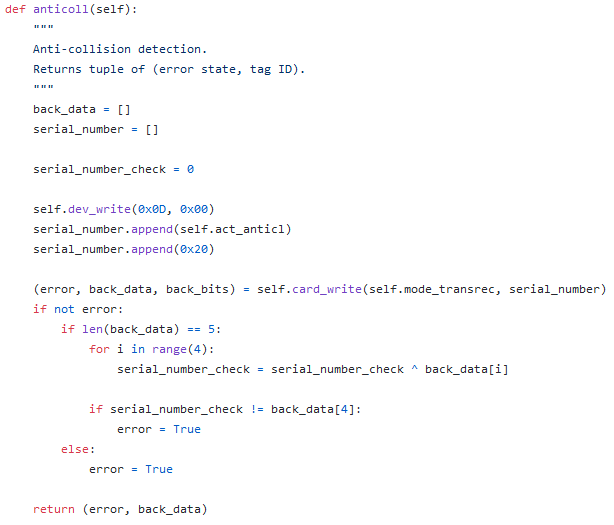 def anticoll(self):
    """
    Anti-collision detection.
    Returns tuple of (error state, tag ID).
    """
    back_data = []
    serial_number = []

    serial_number_check = 0

    self.dev_write(0x0D, 0x00)
    serial_number.append(self.act_anticl)
    serial_number.append(0x20)

    (error, back_data, back_bits) = self.card_write(self.mode_transrec, serial_number)
    if not error:
        if len(back_data) == 5:
            for i in range(4):
                serial_number_check = serial_number_check ^ back_data[i]

            if serial_number_check != back_data[4]:
                error = True
        else:
            error = True

    return (error, back_data)